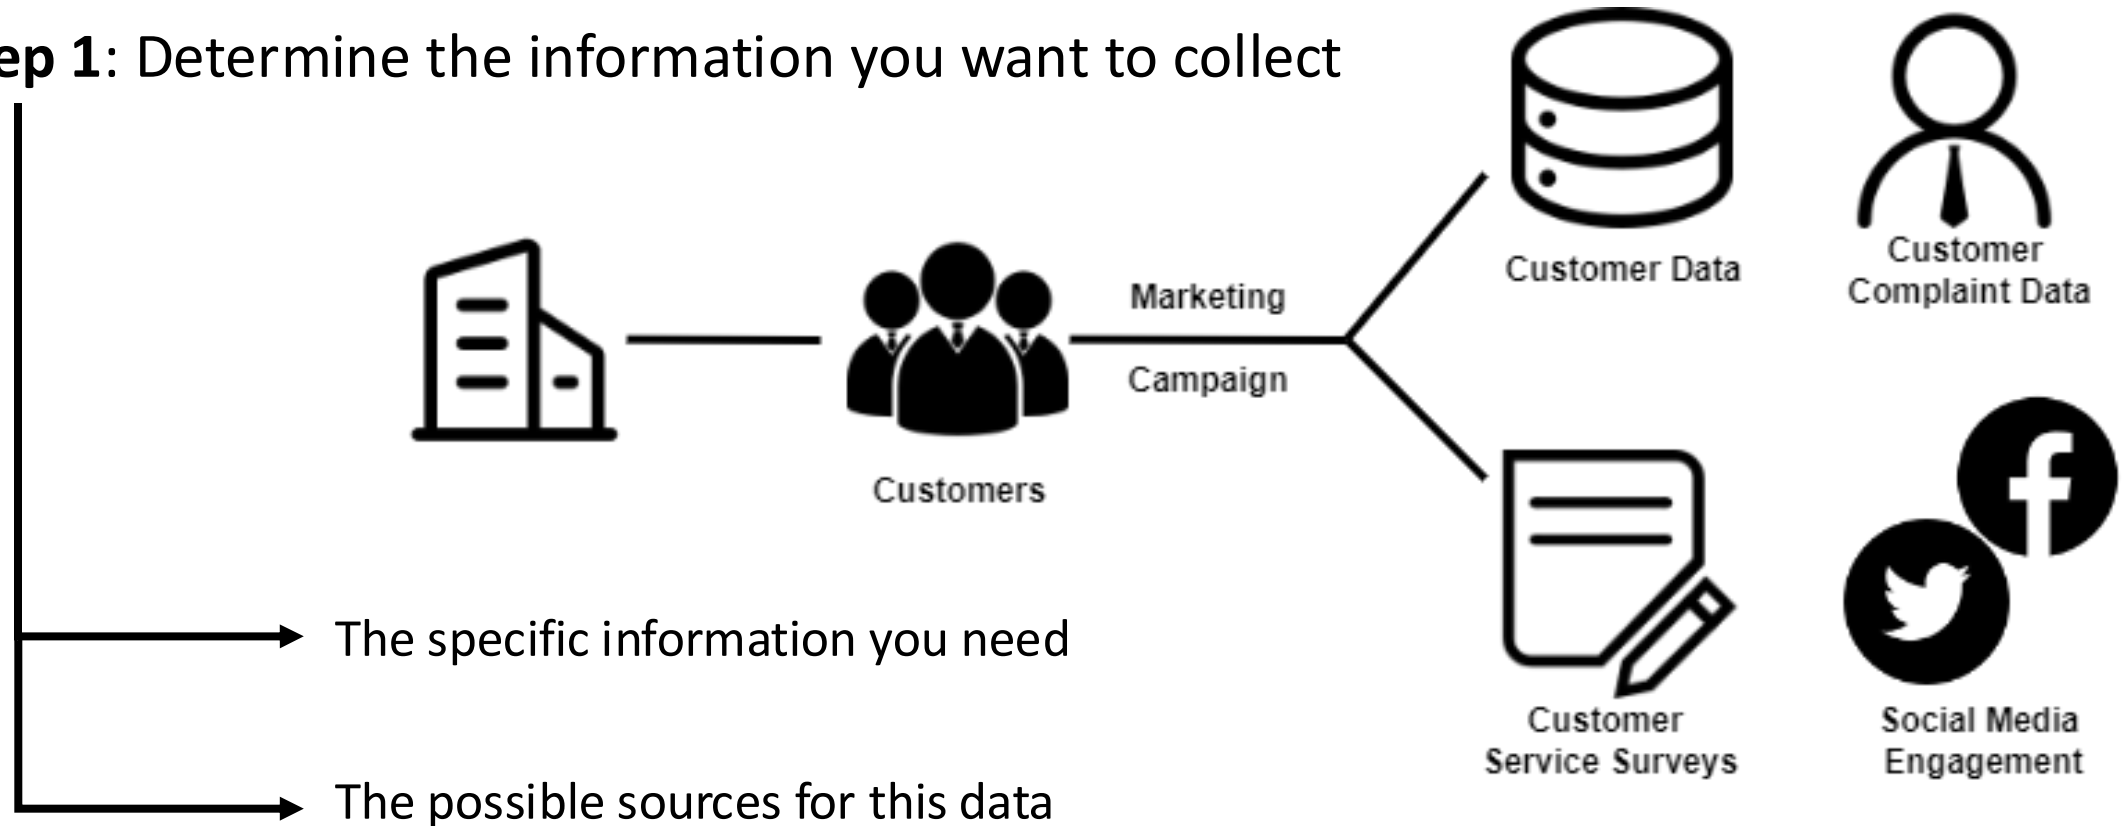 ep 1: Determine the information you want to collect
Customer Data
Customer
Complaint Data
Marketing
Campaign
Customers
Customer
Service Surveys
Social Media
Engagement
The specific information you need
The possible sources for this data